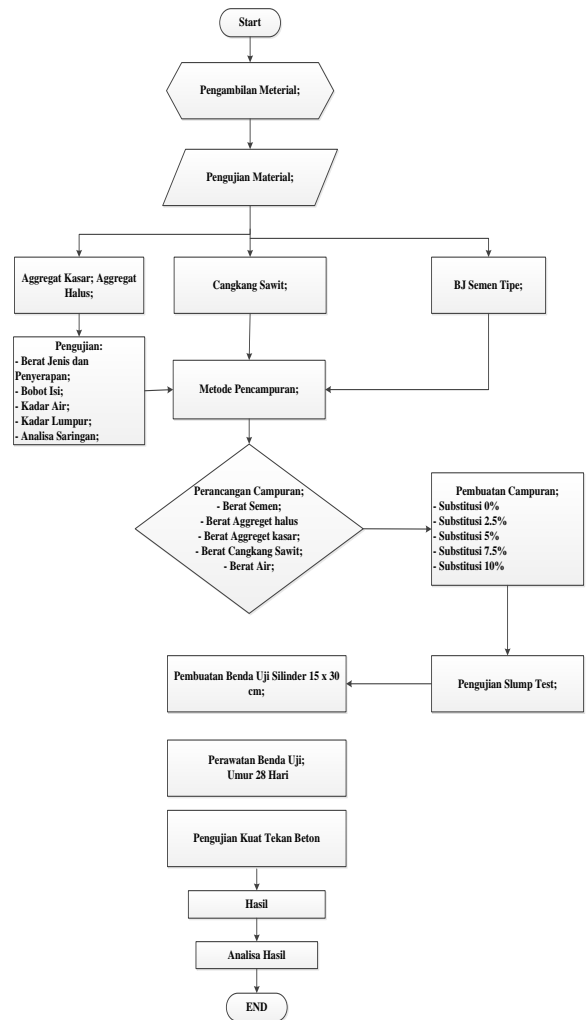 Start
Pengambilan Meterial;
Pengujian Material;
Aggregat Kasar; Aggregat
Halus;
Cangkang Sawit;
BJ Semen Tipe;
Pengujian:
- Berat Jenis dan
Penyerapan;
- Bobot Isi;
- Kadar Air;
- Kadar Lumpur;
- Analisa Saringan;
Metode Pencampuran;
Perancangan Campuran;
- Berat Semen;
- Berat Aggreget halus
- Berat Aggreget kasar;
- Berat Cangkang Sawit;
- Berat Air;
Pembuatan Campuran;
- Substitusi 0%
- Substitusi 2.5%
- Substitusi 5%
- Substitusi 7.5%
- Substitusi 10%
Pengujian Slump Test;
Pembuatan Benda Uji Silinder 15 x 30
cm;
Perawatan Benda Uji;
Umur 28 Hari
Pengujian Kuat Tekan Beton
Hasil
Analisa Hasil
END